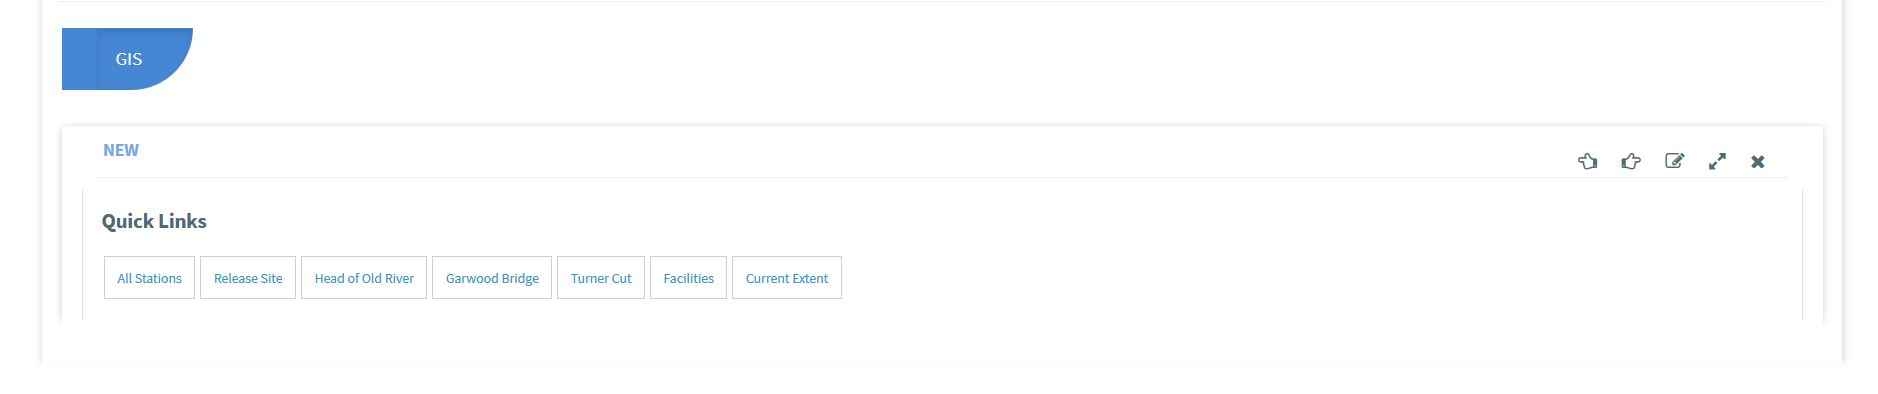 GIS
NEW
Quick Links
All Stations Release Site Head of Old River Garwood Bridge Turner Cut Facilities Current Extent